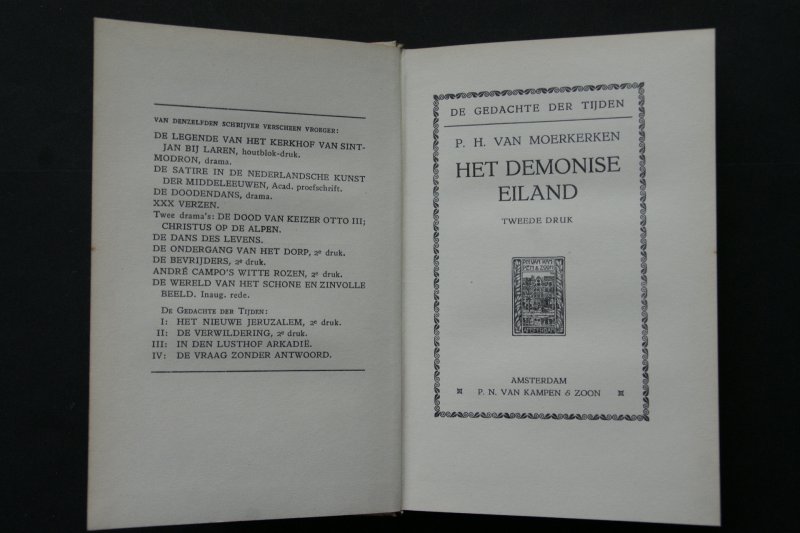 VAN DENZELFDEN SCHRIJVER VERSCHEEN VROEGER:
DE LEGENDE VAN HET KERKHOF VAN SINT-
JAN BIJ LAREN, houtblok-druk.
MODRON, drama.
DE SATIRE IN DE NEDERLANDSCHE KUNST
DER MIDDELEEUWEN, Acad. proefschrift.
DE DOODENDANS, drama.
XXX VERZEN.
Twee drama's: DE DOOD VAN KEIZER OTTO III;
CHRISTUS OP DE ALPEN.
DE DANS DES LEVENS.
DE ONDERGANG VAN HET DORP, 2e druk.
DE BEVRIJDERS, 2e druk.
ANDRÉ CAMPO'S WITTE ROZEN, 2e druk.
DE WERELD VAN HET SCHONE EN ZINVOLLE
BEELD. Inaug. rede.
DE GEDACHTE DER TIJDEN:
I: HET NIEUWE JERUZALEM, 2e druk.
II: DE VERWILDERING, 2e druk.
III: IN DEN LUSTHOF ARKADIË.
IV: DE VRAAG ZONDER ANTWOORD.
DE GEDACHTE DER TIJDEN
P. H. VAN MOERKERKEN
HET DEMONISE
EILAND
TWEEDE DRUK
P.N. VAN KAM
PEN & ZOON
AMSTERDAM
AMSTERDAM
P. N. VAN KAMPEN & ZOON